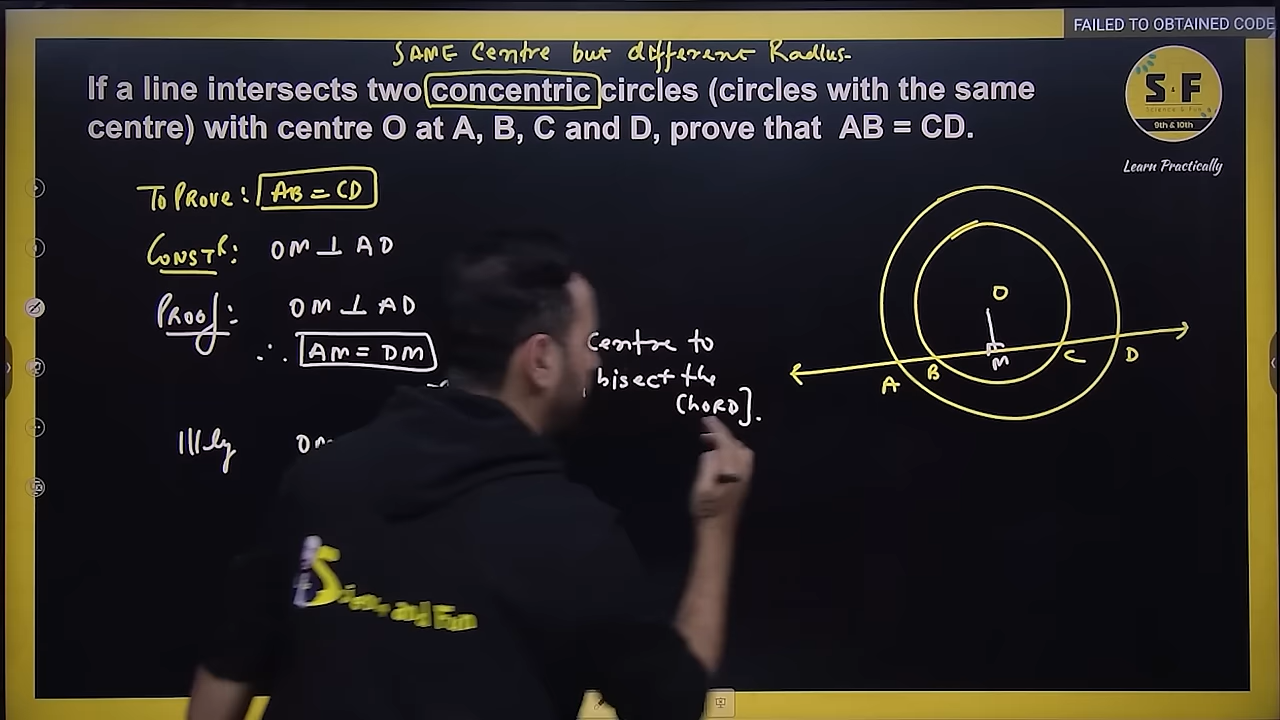 FAILED TO OBTAINED CODE
SAME Centre but different Radius.
If a line intersects two concentric circles (circles with the same
centre) with centre O at A, B, C and D, prove that AB = CD.
S&F
Science & Fun
9th & 10th
Learn Practically
To Prove: AB = CD
Constr: OM ⊥ AD
Proof: OM ⊥ AD
∴ AM = DM
Centre to
bisect the
Chord].
Illly
O
M
A
B
C
D
Science and Fun